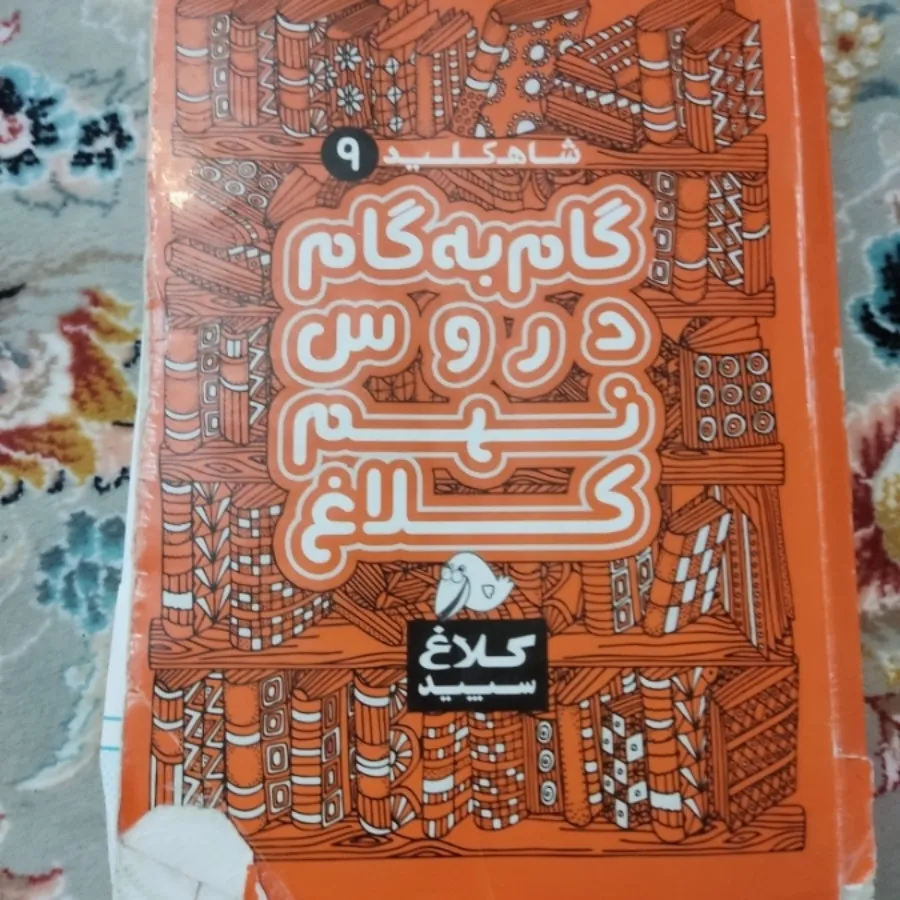 شاه کلید ۹
گام به گام
دروس
نهم
کلاغ
کلاغ
سپید